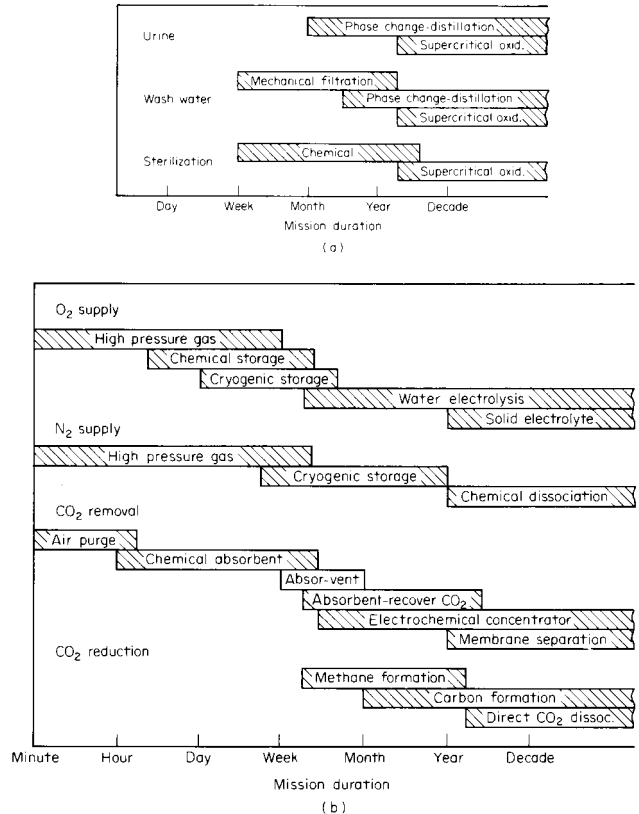 Urine
Phase change-distillation
Supercritical oxid.
Mechanical filtration
Wash water
Phase change-distillation
Supercritical oxid.
Sterilization
Chemical
Supercritical oxid.
Day Week Month Year Decade
Mission duration
(a)
O₂ supply
High pressure gas
Chemical storage
Cryogenic storage
Water electrolysis
Solid electrolyte
N₂ supply
High pressure gas
Cryogenic storage
Chemical dissociation
CO₂ removal
Air purge
Chemical absorbent
Absor-vent
Absorbent-recover CO₂
Electrochemical concentrator
Membrane separation
CO₂ reduction
Methane formation
Carbon formation
Direct CO₂ dissoc.
Minute Hour Day Week Month Year Decade
Mission duration
(b)